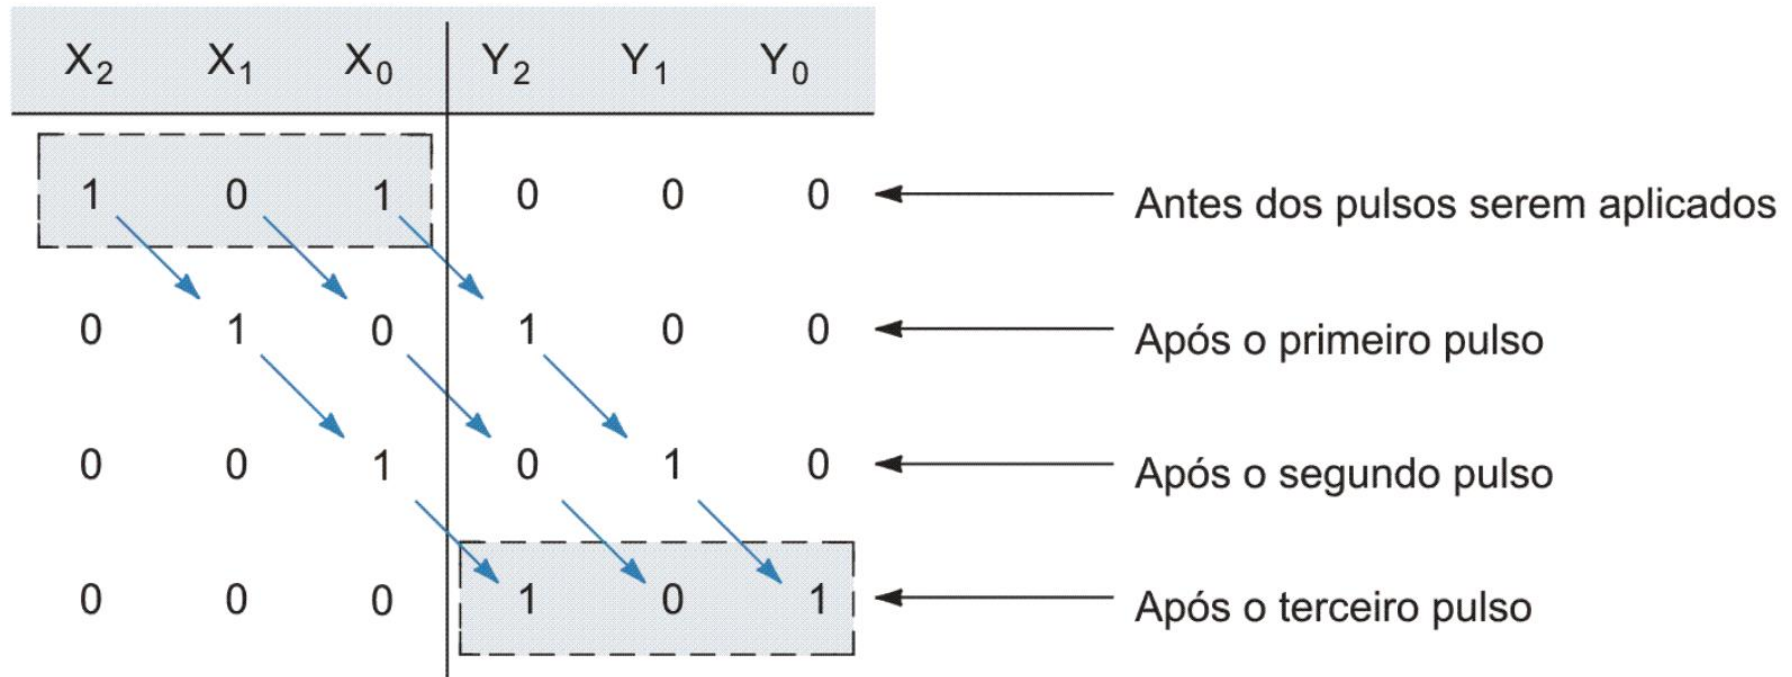 X₂ X₁ X₀ Y₂ Y₁ Y₀
1 0 1 0 0 0 Antes dos pulsos serem aplicados
0 1 0 1 0 0 Após o primeiro pulso
0 0 1 0 1 0 Após o segundo pulso
0 0 0 1 0 1 Após o terceiro pulso